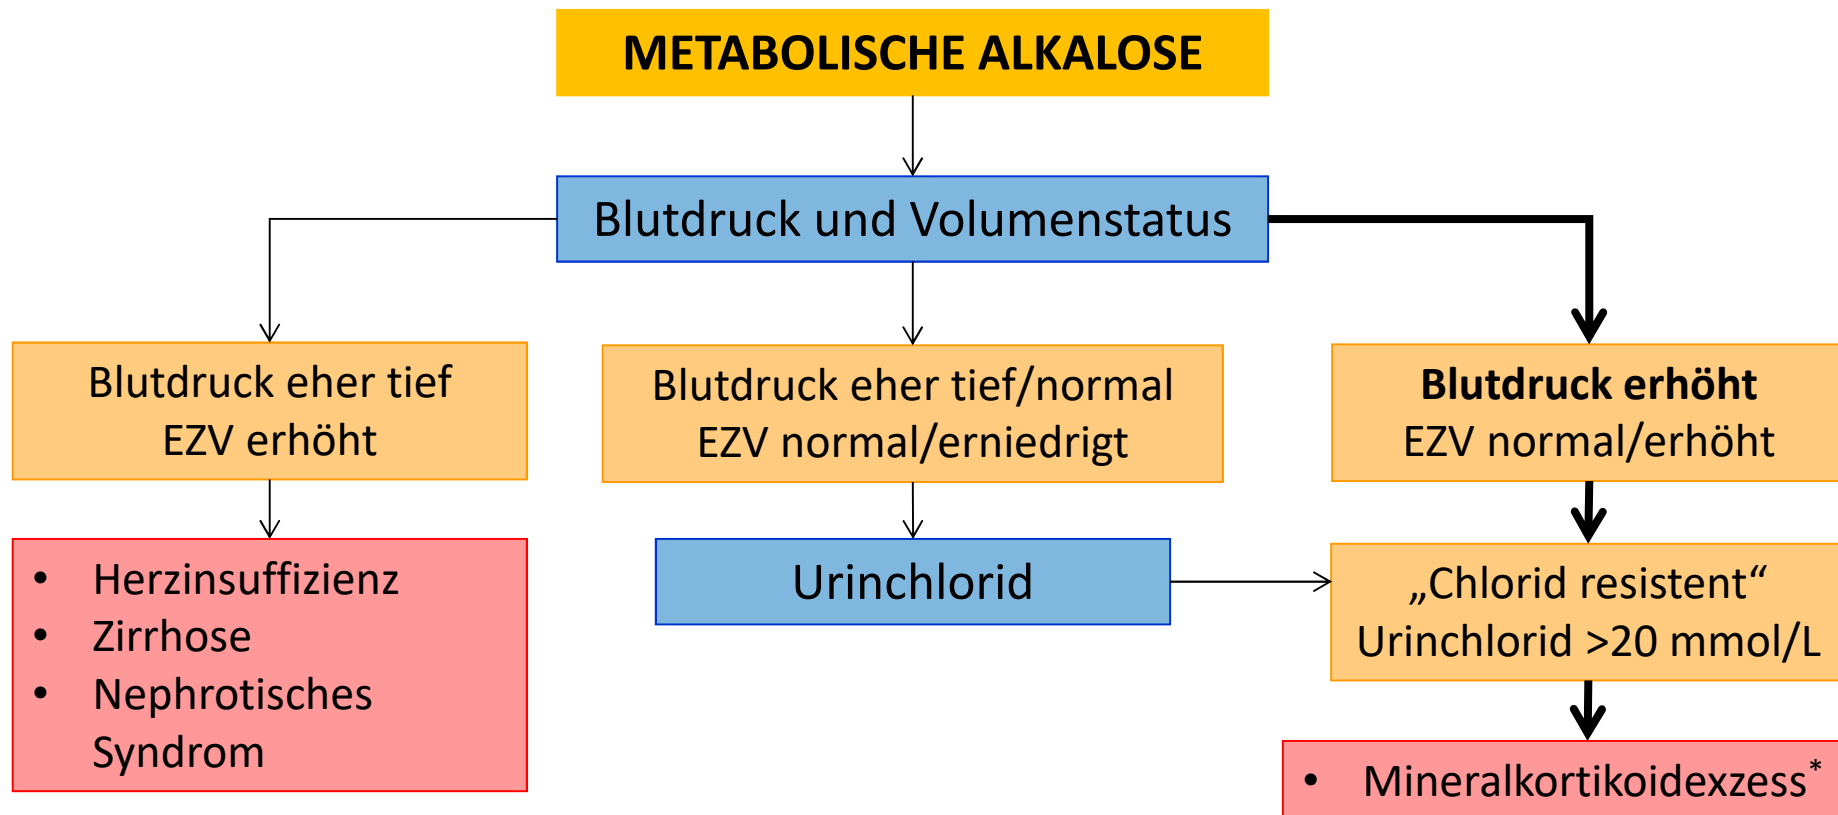 METABOLISCHE ALKALOSE
Blutdruck und Volumenstatus
Blutdruck eher tief
EZV erhöht
Blutdruck eher tief/normal
EZV normal/erniedrigt
Blutdruck erhöht
EZV normal/erhöht
• Herzinsuffizienz
• Zirrhose
• Nephrotisches
Syndrom
Urinchlorid
„Chlorid resistent“
Urinchlorid >20 mmol/L
• Mineralkortikoidexzess*